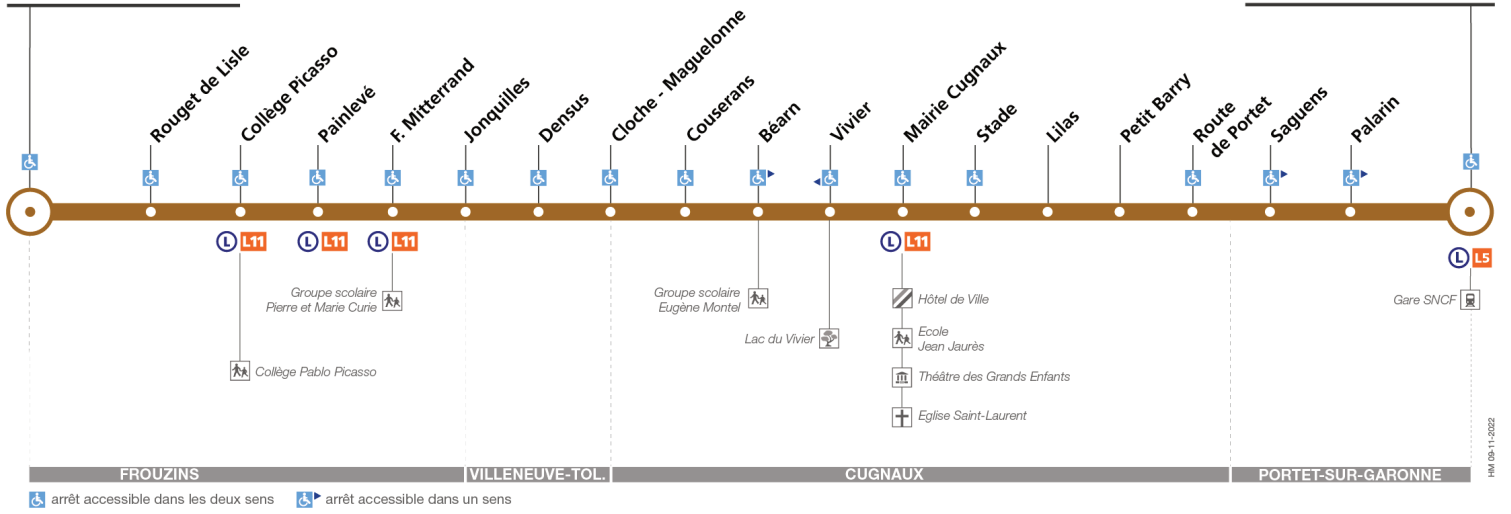 Rouget de Lisle
Collège Picasso
Painlevé
F. Mitterrand
Jonquilles
Densus
Cloche - Maguelonne
Couserans
Béarn
Vivier
Mairie Cugnaux
Stade
Lilas
Petit Barry
Route
de Portet
Saguens
Palarin
L L11
L L11
L L11
L L11
L L5
Groupe scolaire
Pierre et Marie Curie
Collège Pablo Picasso
Groupe scolaire
Eugène Montel
Lac du Vivier
Hôtel de Ville
Ecole
Jean Jaurès
Théâtre des Grands Enfants
Eglise Saint-Laurent
Gare SNCF
HM 09-11-2022
FROUZINS
VILLENEUVE-TOL.
CUGNAUX
PORTET-SUR-GARONNE
arrêt accessible dans les deux sens
arrêt accessible dans un sens